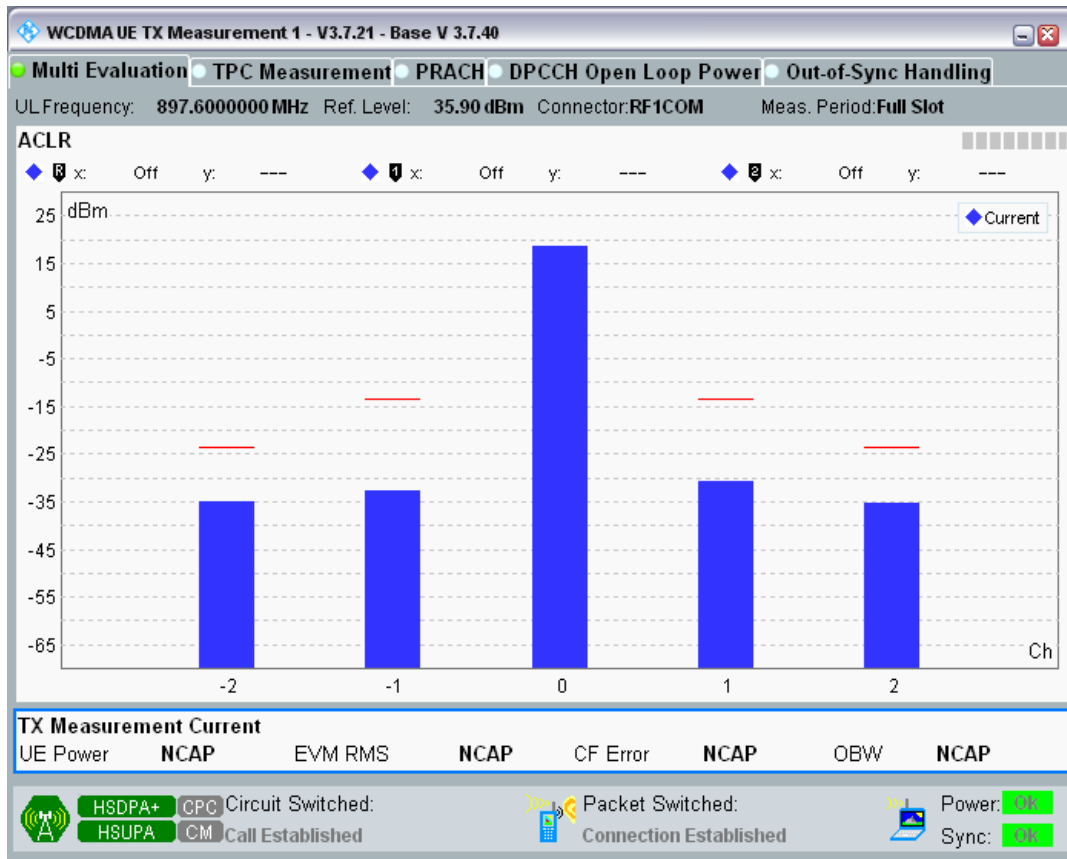 WCDMA UE TX Measurement 1 - V3.7.21 - Base V 3.7.40
Multi Evaluation TPC Measurement PRACH DPCCH Open Loop Power Out-of-Sync Handling
UL Frequency: 897.6000000 MHz Ref. Level: 35.90 dBm Connector:RF1COM Meas. Period:Full Slot
ACLR
R x: Off y: --- 1 x: Off y: --- 2 x: Off y: ---
dBm
Current
25
15
5
-5
-15
-25
-35
-45
-55
-65
Ch
-2 -1 0 1 2
TX Measurement Current
UE Power NCAP EVM RMS NCAP CF Error NCAP OBW NCAP
HSDPA+ CPC Circuit Switched: Packet Switched: Power: Ok
HSUPA CM Call Established Connection Established Sync: Ok